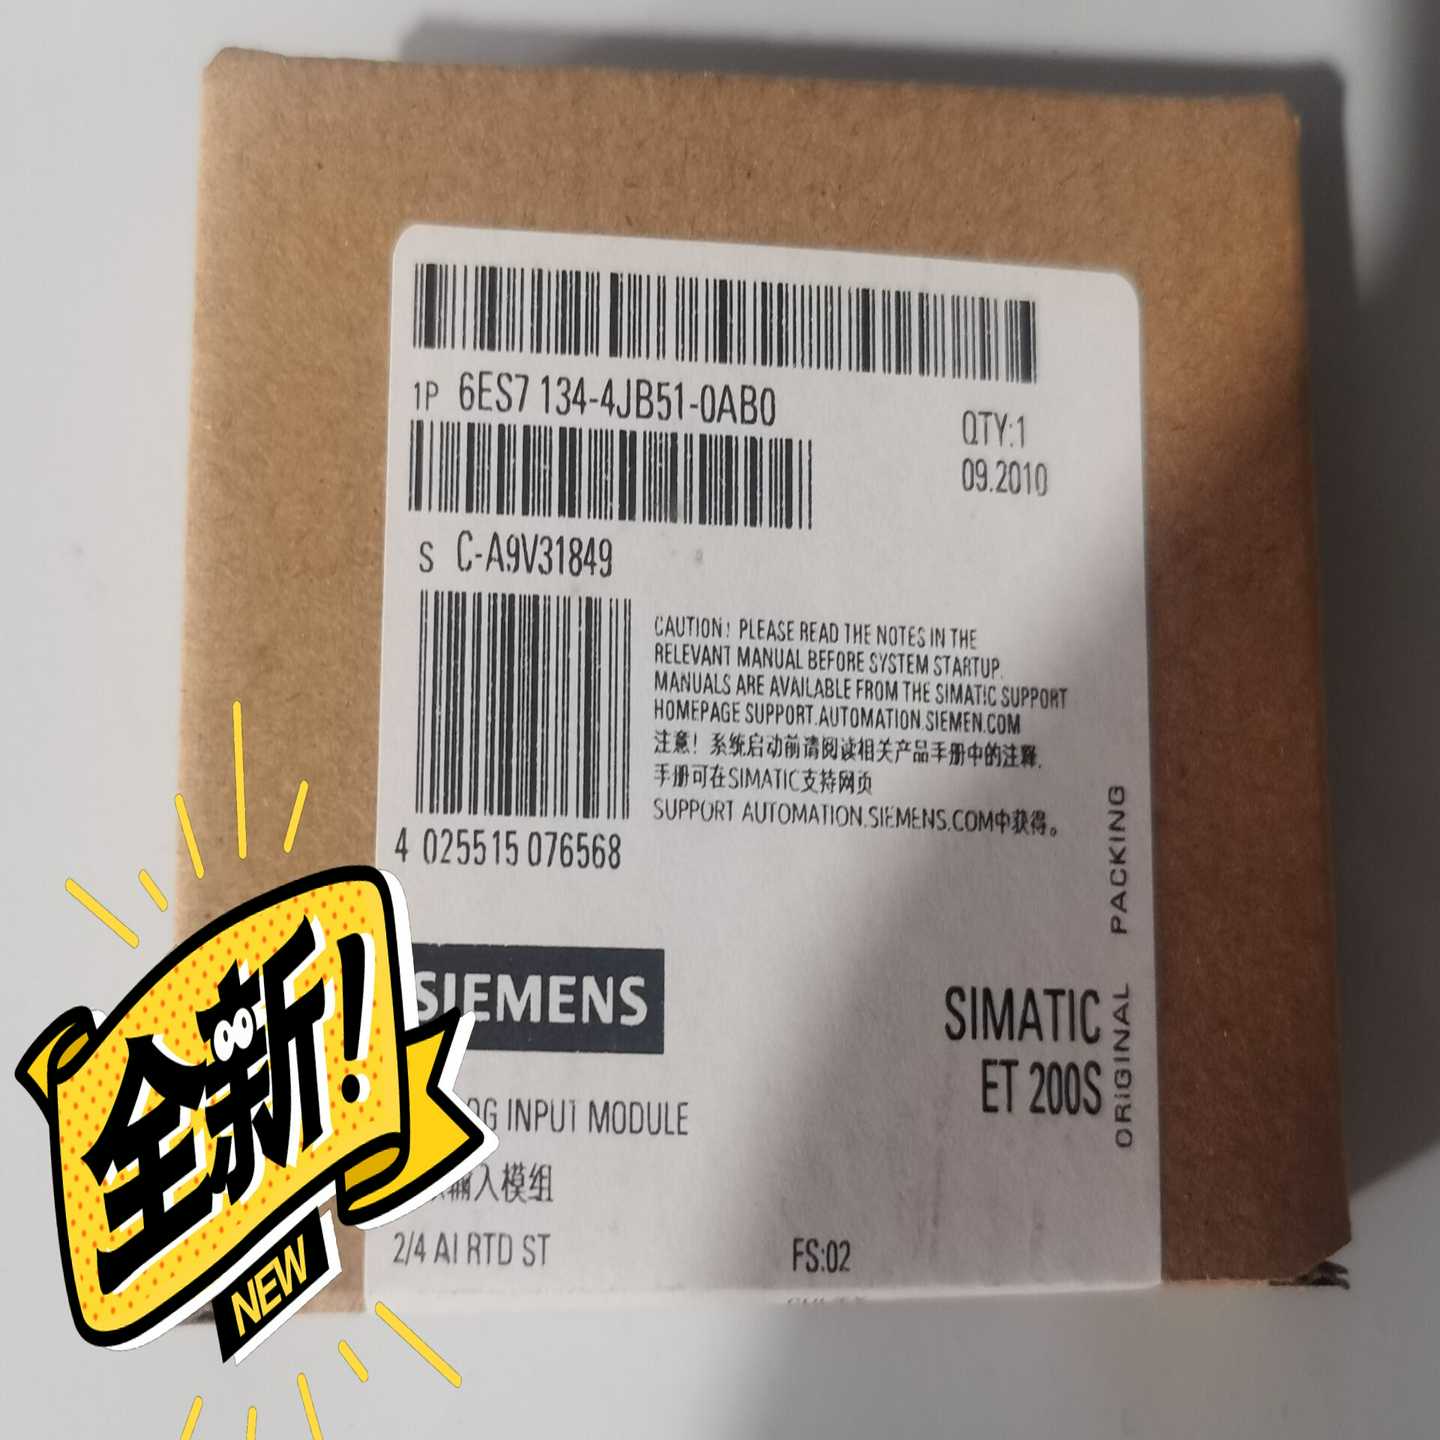 1P 6ES7 134-4JB51-0AB0
QTY:1
09.2010
S C-A9V31849
CAUTION! PLEASE READ THE NOTES IN THE
RELEVANT MANUAL BEFORE SYSTEM STARTUP.
MANUALS ARE AVAILABLE FROM THE SIMATIC SUPPORT
HOMEPAGE SUPPORT.AUTOMATION.SIEMEN.COM
注意！系统启动前请阅读相关产品手册中的注释.
手册可在SIMATIC支持网页
SUPPORT AUTOMATION.SIEMENS.COM中获得。
4 025515 076568
ORIGINAL PACKING
SIEMENS
SIMATIC
ET 200S
INPUT MODULE
输入模组
2/4 AI RTD ST
FS:02
全新!
NEW